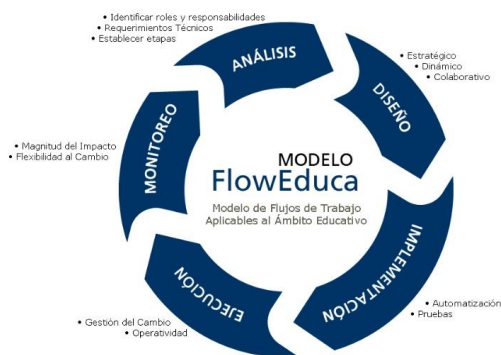 • Identificar roles y responsabilidades
• Requerimientos Técnicos
• Establecer etapas
ANÁLISIS
• Estratégico
• Dinámico
• Colaborativo
DISEÑO
MONITOREO
• Magnitud del Impacto
• Flexibilidad al Cambio
MODELO
FlowEduca
Modelo de Flujos de Trabajo
Aplicables al Ámbito Educativo
IMPLEMENTACIÓN
• Automatización
• Pruebas
EJECUCIÓN
• Gestión del Cambio
• Operatividad